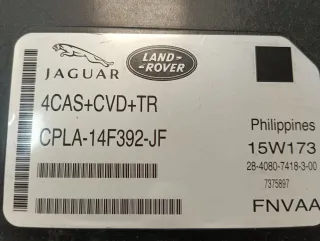 JAGUAR
LAND-
ROVER
4CAS+CVD+TR
CPLA-14F392-JF
Philippines
15W173
28-4080-7418-3-00
7375897
FNVAA